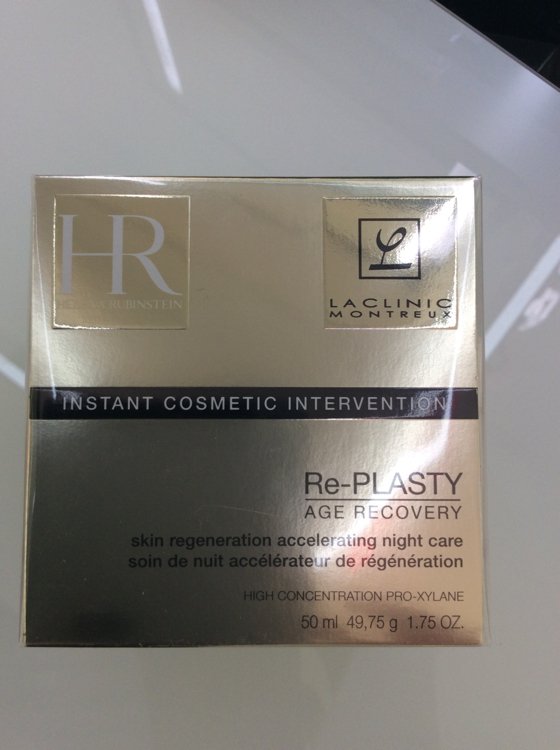 HR
RUBINSTEIN
LACLINIC
MONTREUX
INSTANT COSMETIC INTERVENTION
Re-PLASTY
AGE RECOVERY
skin regeneration accelerating night care
soin de nuit accélérateur de régénération
HIGH CONCENTRATION PRO-XYLANE
50 ml 49,75 g 1.75 OZ.